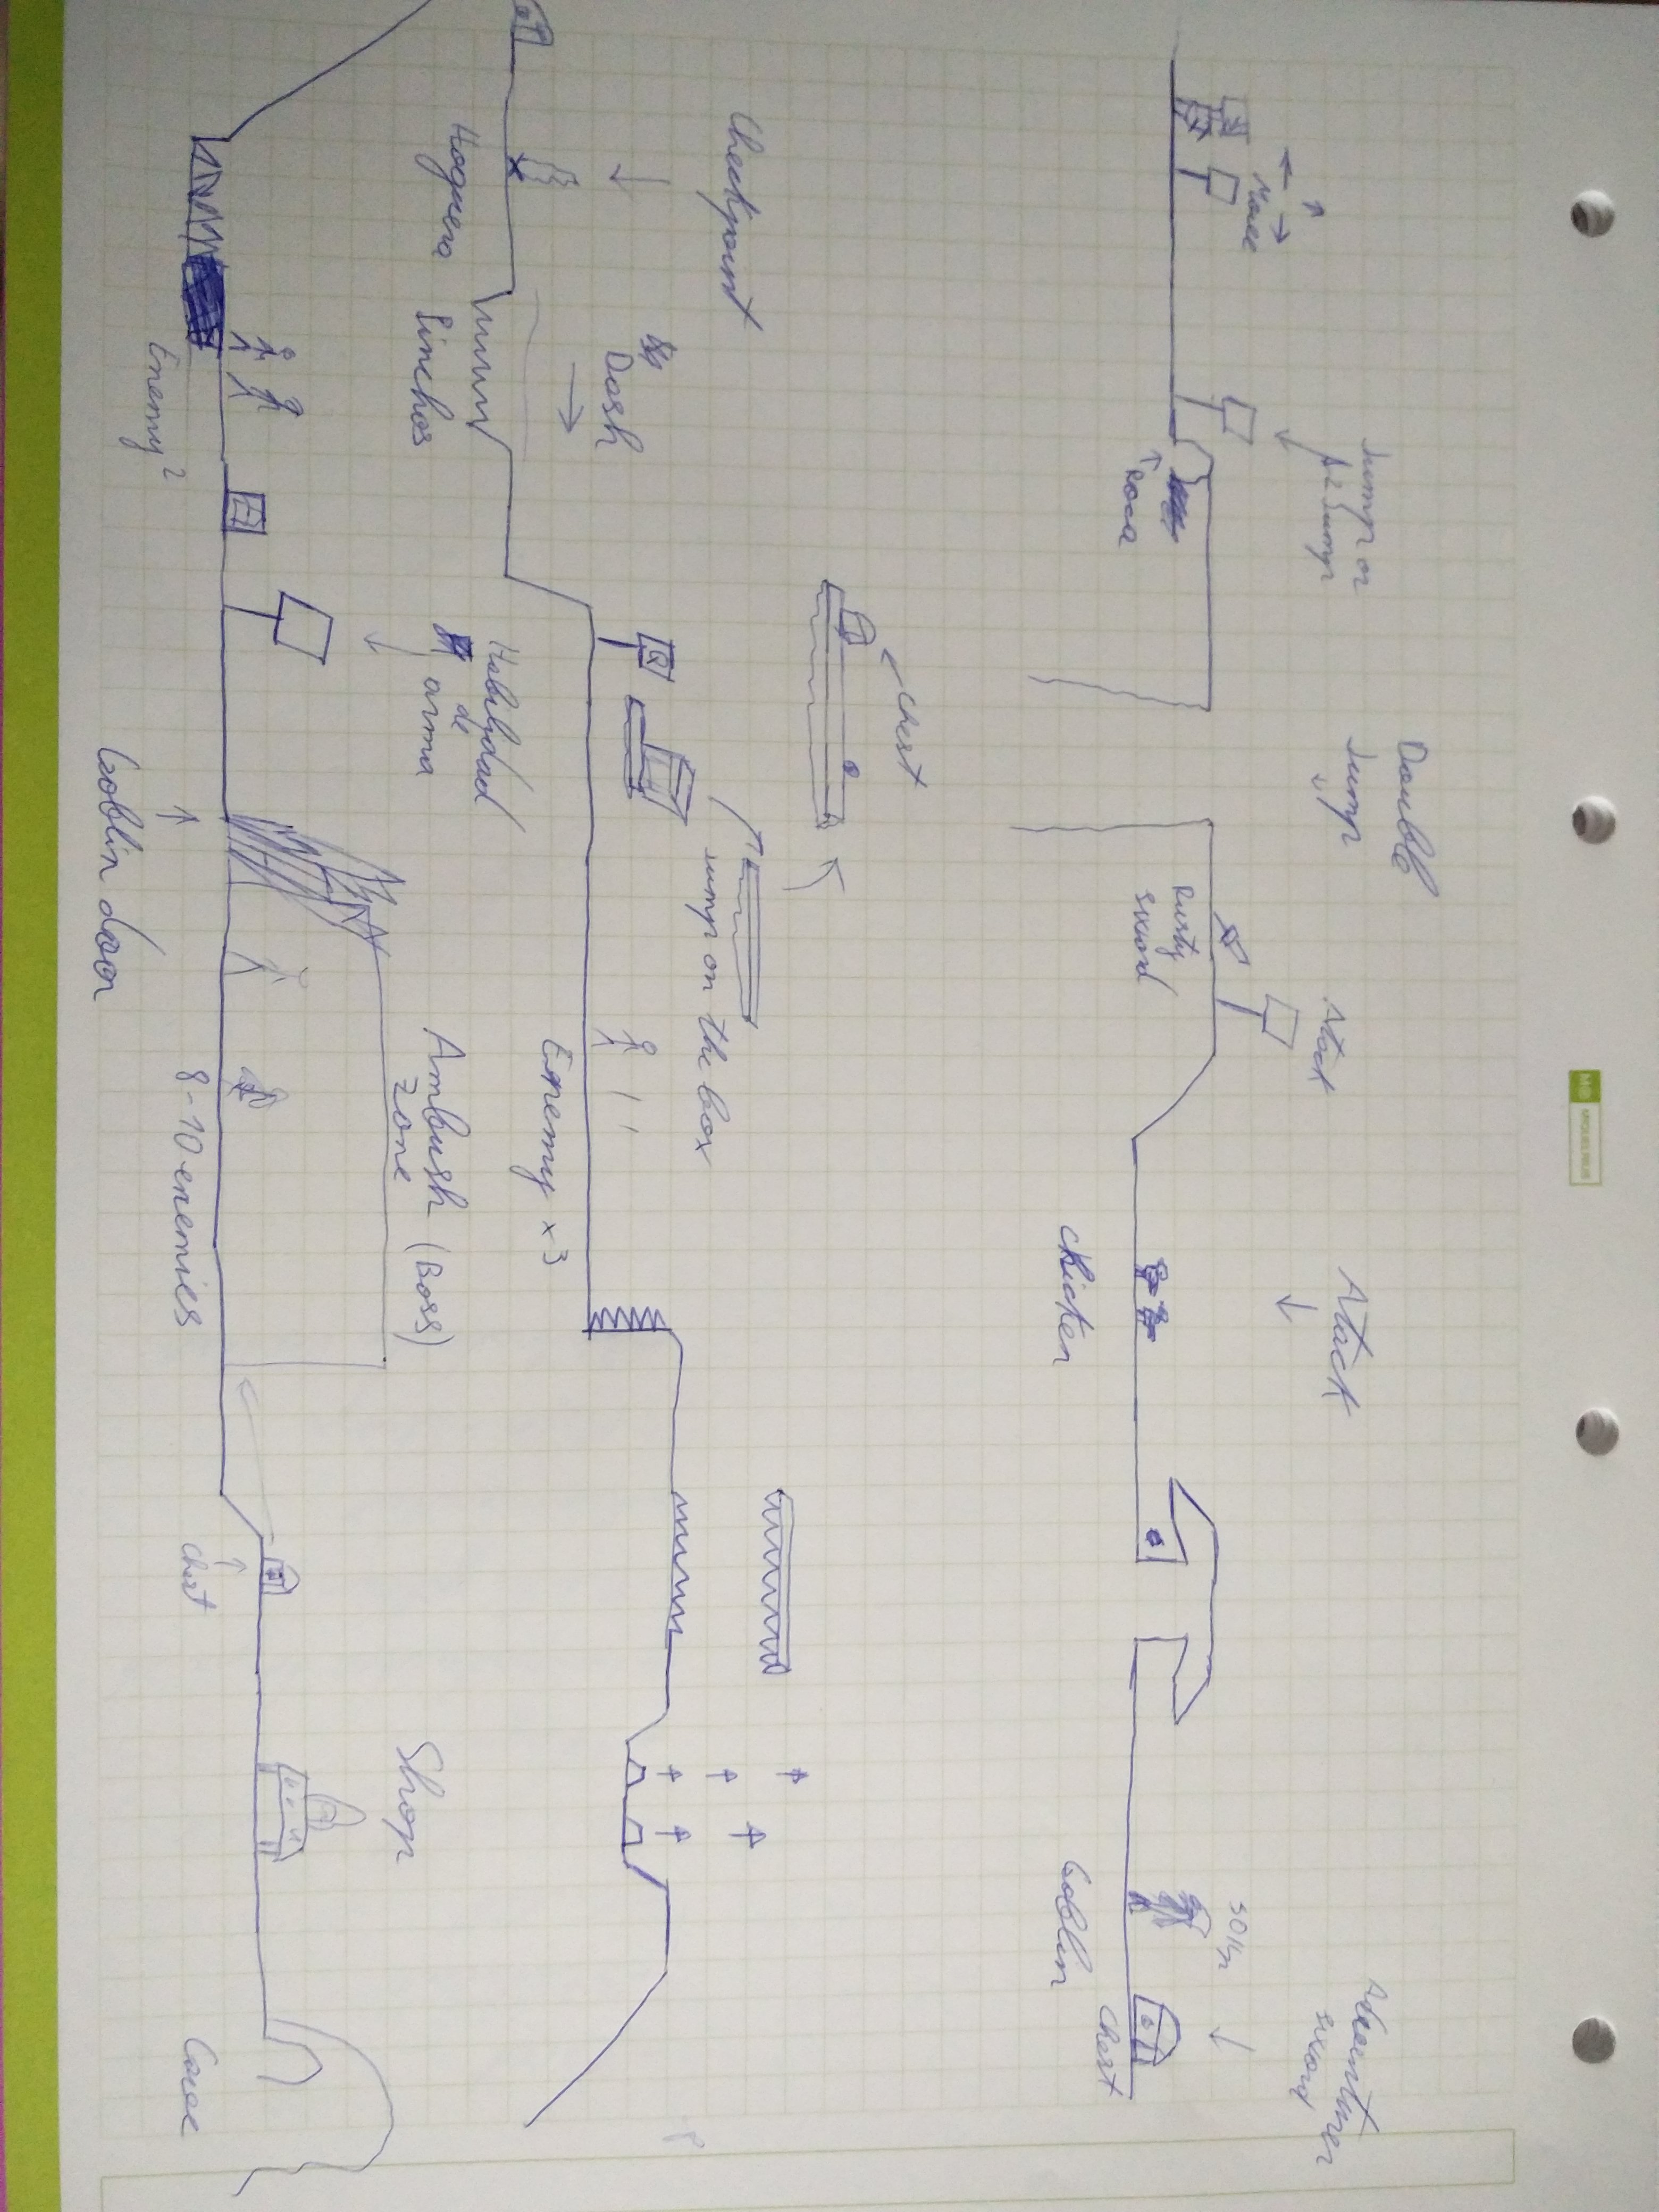 MIQUELRIUS
Double
Jump
Jump or
2 Jump
Move
Atack
Atack
Adventurer
sword
50 Hp
Rusty
sword
Roca
Chest
Chicken
Goblin
Chest
Checkpoint
Jump on the box
Q
Dash
Enemy x3
Hoguera
Pinchos
Habilidad
de
arma
Ambush (Boss)
zone
Shop
Enemy 2
8-10 enemies
Chest
Cave
Goblin door